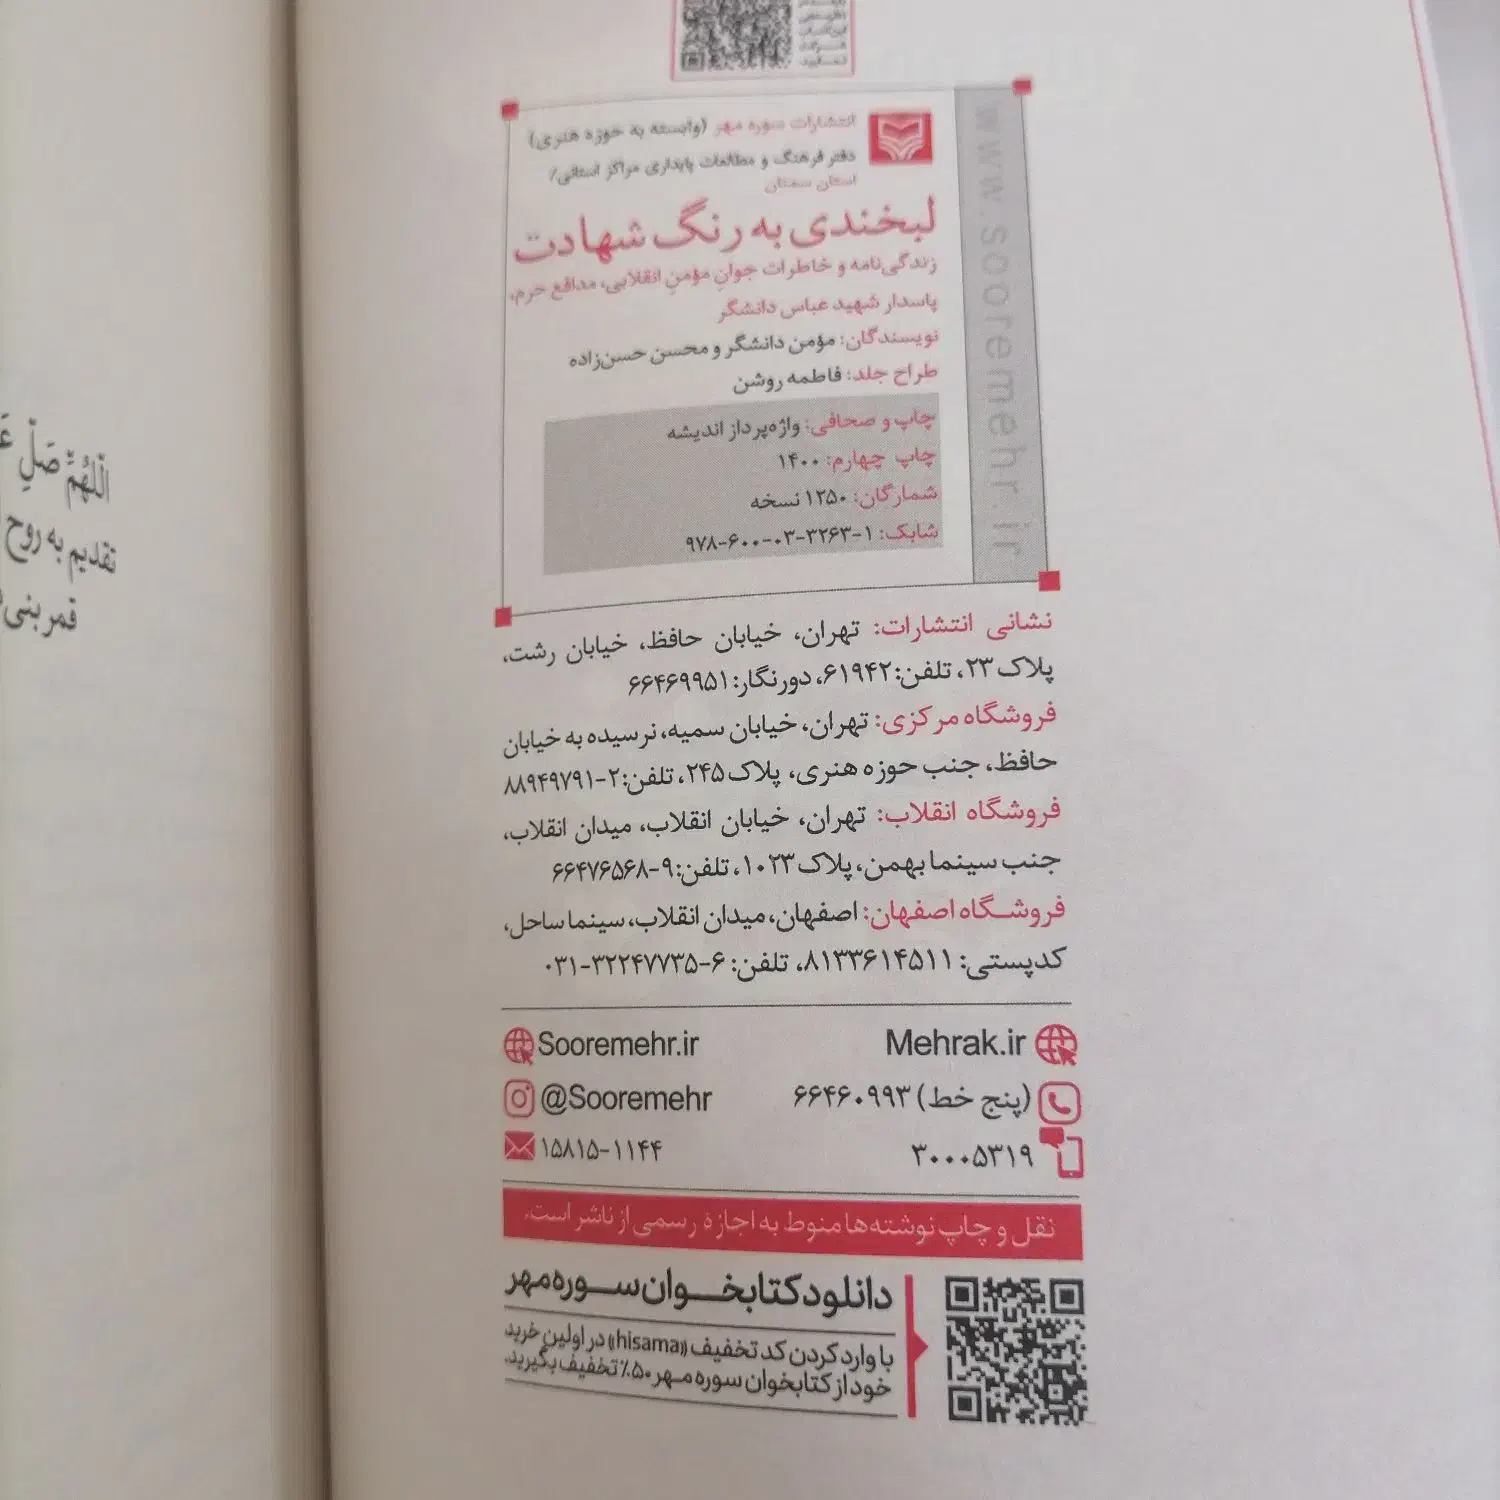 انتشارات سوره مهر (وابسته به حوزه هنری)
دفتر فرهنگ و مطالعات پایداری مراکز استانی/
استان سمنان
لبخندی به رنگ شهادت
زندگی‌نامه و خاطرات جوانِ مؤمنِ انقلابی، مدافع حرم،
پاسدار شهید عباس دانشگر
نویسندگان: مؤمن دانشگر و محسن حسن‌زاده
طراح جلد: فاطمه روشن
چاپ و صحافی: واژه‌پرداز اندیشه
چاپ چهارم: ۱۴۰۰
شمارگان: ۱۲۵۰ نسخه
شابک: ۱-۳۲۶۳-۰۳-۶۰۰-۹۷۸
www.sooremehr.ir
نشانی انتشارات: تهران، خیابان حافظ، خیابان رشت،
پلاک ۲۳، تلفن: ۶۱۹۴۲، دورنگار: ۶۶۴۶۹۹۵۱
فروشگاه مرکزی: تهران، خیابان سمیه، نرسیده به خیابان
حافظ، جنب حوزه هنری، پلاک ۲۴۵، تلفن: ۲-۸۸۹۴۹۷۹۱
فروشگاه انقلاب: تهران، خیابان انقلاب، میدان انقلاب،
جنب سینما بهمن، پلاک ۱۰۲۳، تلفن: ۹-۶۶۴۷۶۵۶۸
فروشگاه اصفهان: اصفهان، میدان انقلاب، سینما ساحل،
کدپستی: ۸۱۳۳۶۱۴۵۱۱، تلفن: ۶-۳۲۲۴۷۷۳۵-۰۳۱
Mehrak.ir Sooremehr.ir
(پنج خط) ۶۶۴۶۰۹۹۳ @Sooremehr
۳۰۰۰۵۳۱۹ ۱۵۸۱۵-۱۱۴۴
نقل و چاپ نوشته‌ها منوط به اجازهٔ رسمی از ناشر است.
دانلود کتابخوان سوره مهر
با وارد کردن کد تخفیف «hisama» در اولین خرید
خود از کتابخوان سوره مهر ۵۰٪ تخفیف بگیرید.
اَللّهُمَّ صَلِّ
تقدیم به روح
قمر بنی